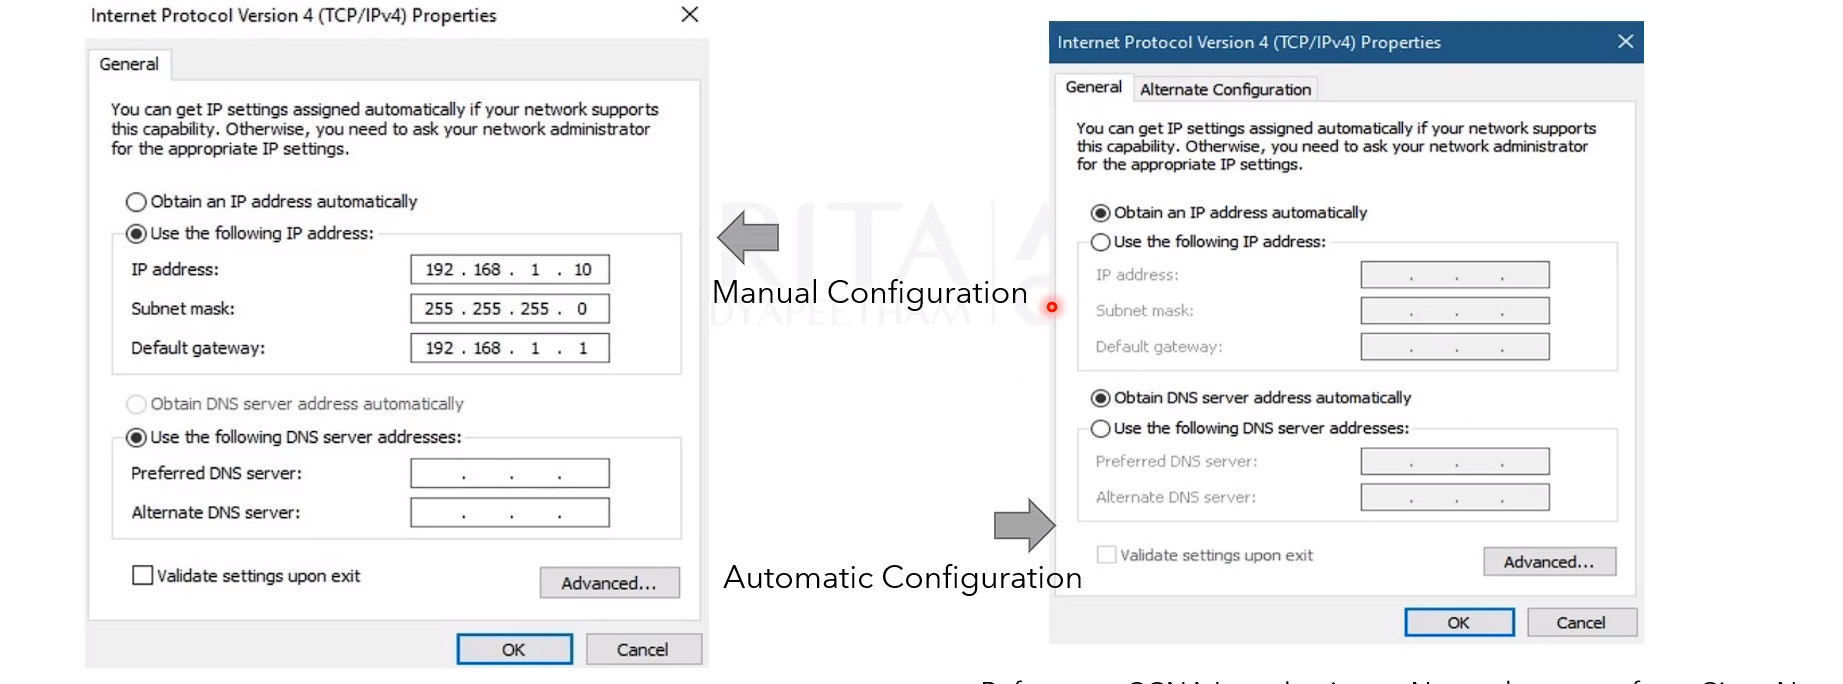 Internet Protocol Version 4 (TCP/IPv4) Properties
General
You can get IP settings assigned automatically if your network supports
this capability. Otherwise, you need to ask your network administrator
for the appropriate IP settings.
Obtain an IP address automatically
Use the following IP address:
IP address: 192 . 168 . 1 . 10
Subnet mask: 255 . 255 . 255 . 0
Default gateway: 192 . 168 . 1 . 1
Obtain DNS server address automatically
Use the following DNS server addresses:
Preferred DNS server: . . .
Alternate DNS server: . . .
Validate settings upon exit
Advanced...
OK
Cancel
Manual Configuration
Automatic Configuration
Internet Protocol Version 4 (TCP/IPv4) Properties
General
Alternate Configuration
You can get IP settings assigned automatically if your network supports
this capability. Otherwise, you need to ask your network administrator
for the appropriate IP settings.
Obtain an IP address automatically
Use the following IP address:
IP address: . . .
Subnet mask: . . .
Default gateway: . . .
Obtain DNS server address automatically
Use the following DNS server addresses:
Preferred DNS server: . . .
Alternate DNS server: . . .
Validate settings upon exit
Advanced...
OK
Cancel